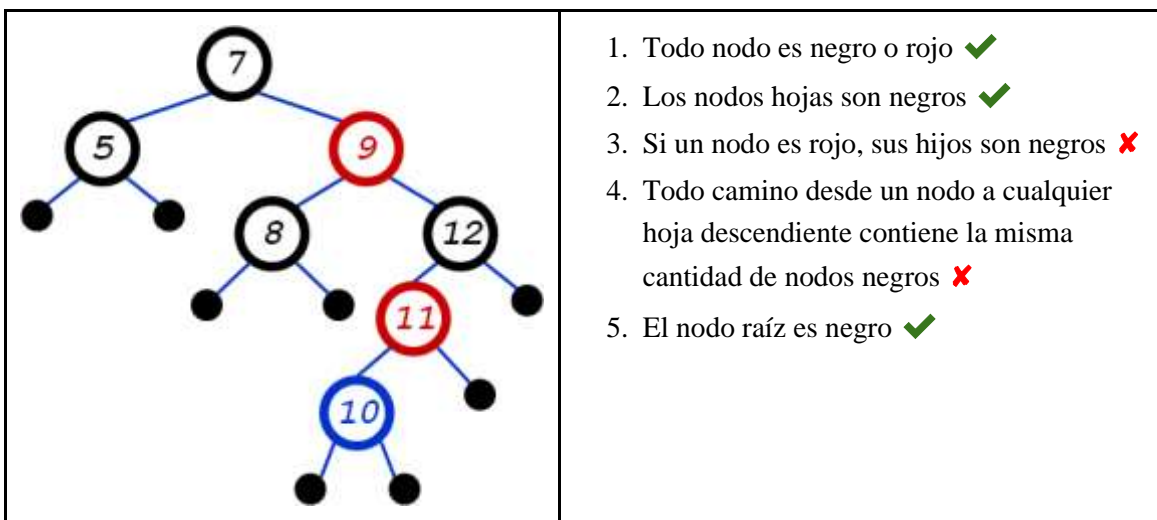 7
5
9
8
12
11
10
1. Todo nodo es negro o rojo ✔
2. Los nodos hojas son negros ✔
3. Si un nodo es rojo, sus hijos son negros ✘
4. Todo camino desde un nodo a cualquier
hoja descendiente contiene la misma
cantidad de nodos negros ✘
5. El nodo raíz es negro ✔